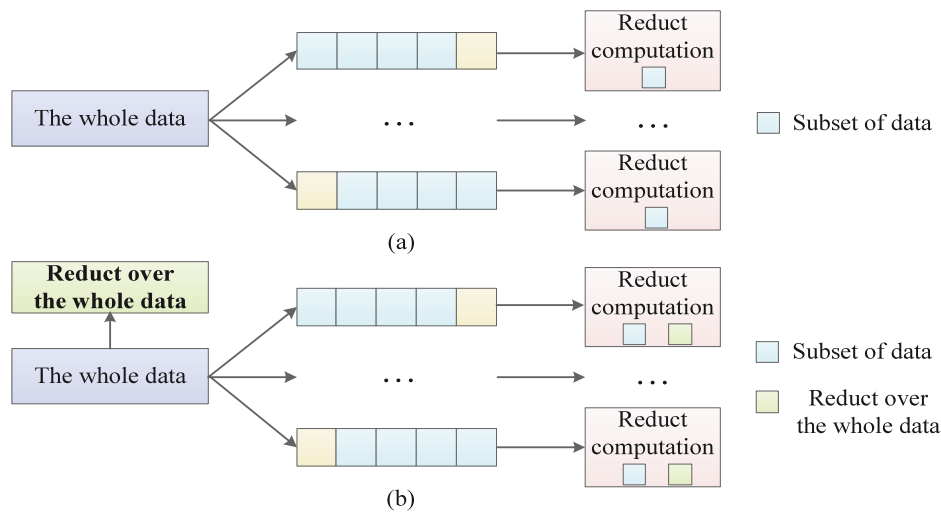 Reduct
computation
The whole data
...
...
Subset of data
Reduct
computation
(a)
Reduct over
the whole data
Reduct
computation
The whole data
...
...
Subset of data
Reduct over
the whole data
Reduct
computation
(b)